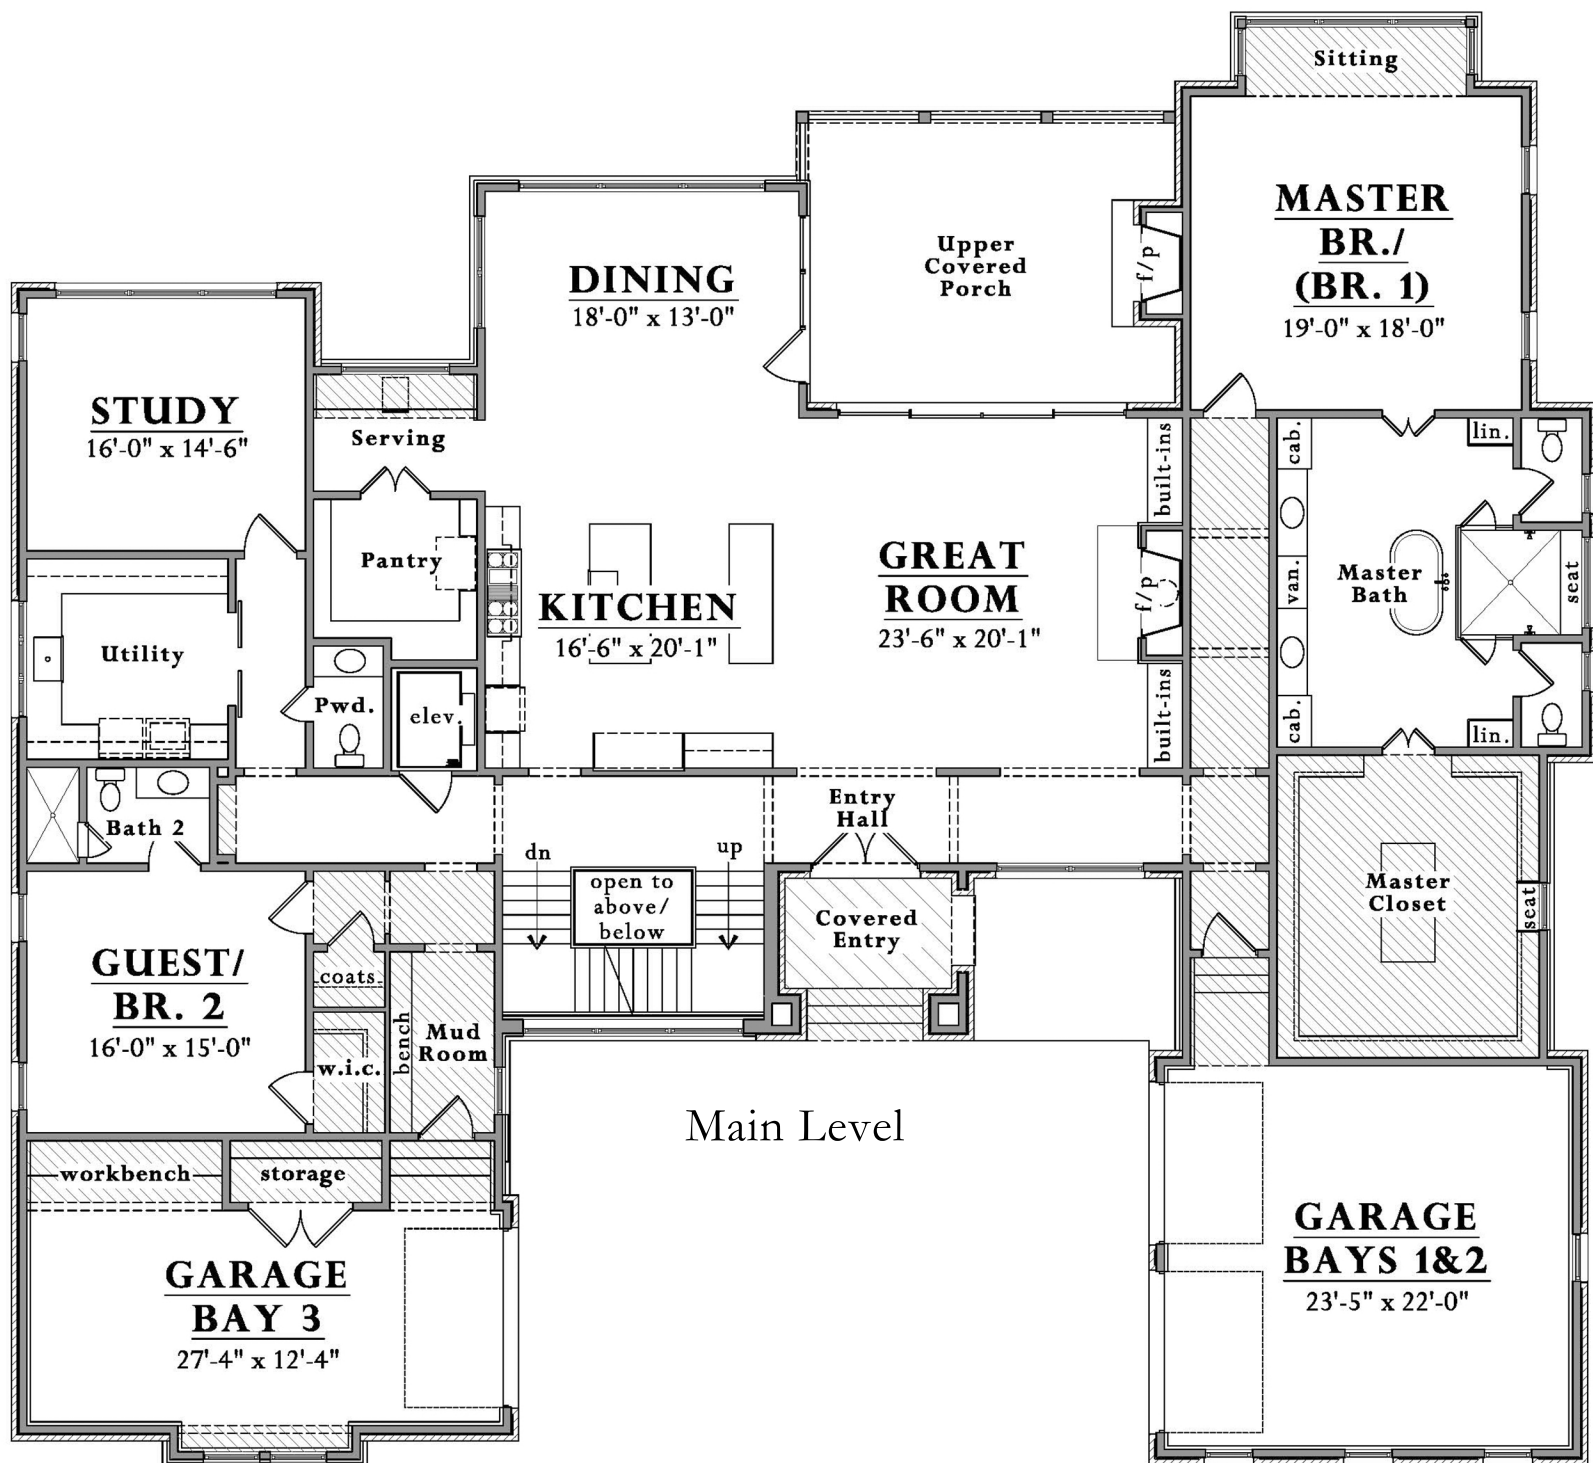 Sitting
MASTER
BR./
(BR. 1)
19'-0" x 18'-0"
Upper
Covered
Porch
f/p
DINING
18'-0" x 13'-0"
STUDY
16'-0" x 14'-6"
Serving
Pantry
KITCHEN
16'-6" x 20'-1"
GREAT
ROOM
23'-6" x 20'-1"
built-ins
f/p
built-ins
cab.
van.
cab.
lin.
Master
Bath
seat
lin.
Utility
Pwd.
elev.
Bath 2
Entry
Hall
dn
up
open to
above/
below
Covered
Entry
Master
Closet
seat
GUEST/
BR. 2
16'-0" x 15'-0"
coats
w.i.c.
bench
Mud
Room
Main Level
workbench
storage
GARAGE
BAY 3
27'-4" x 12'-4"
GARAGE
BAYS 1&2
23'-5" x 22'-0"